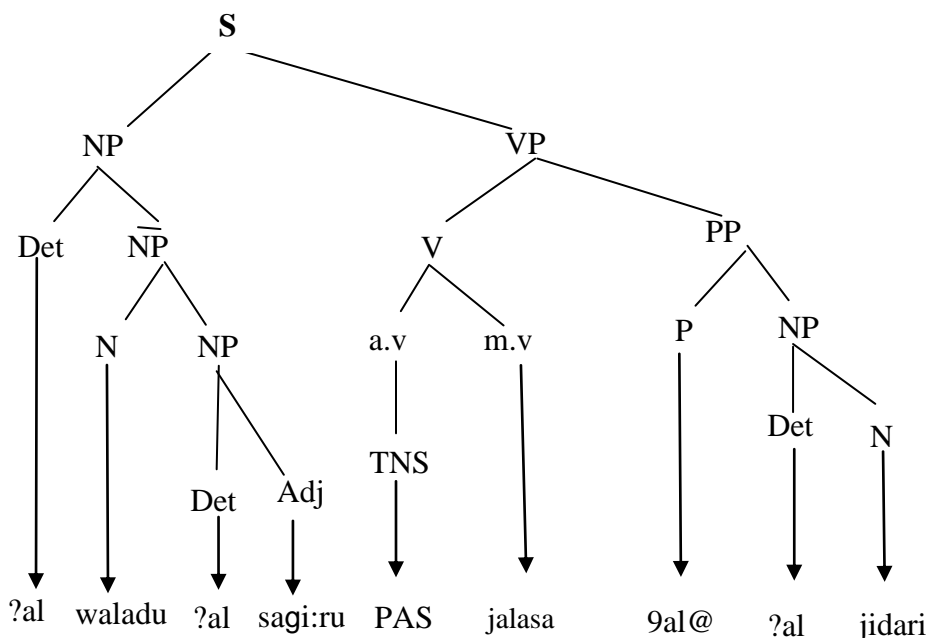 S
NP VP
Det NP V PP
N NP a.v m.v P NP
Det N
TNS
Det Adj
?al waladu ?al sagi:ru PAS jalasa 9al@ ?al jidari